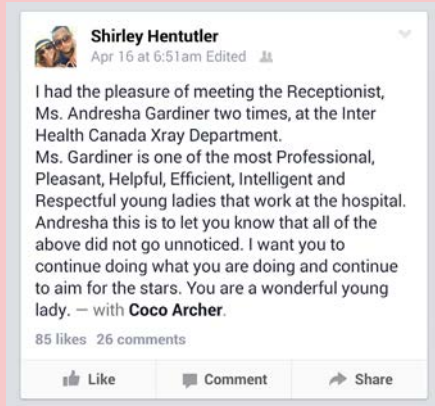 Shirley Hentutler
Apr 16 at 6:51am Edited
I had the pleasure of meeting the Receptionist,
Ms. Andresha Gardiner two times, at the Inter
Health Canada Xray Department.
Ms. Gardiner is one of the most Professional,
Pleasant, Helpful, Efficient, Intelligent and
Respectful young ladies that work at the hospital.
Andresha this is to let you know that all of the
above did not go unnoticed. I want you to
continue doing what you are doing and continue
to aim for the stars. You are a wonderful young
lady. — with Coco Archer.
85 likes 26 comments
Like Comment Share